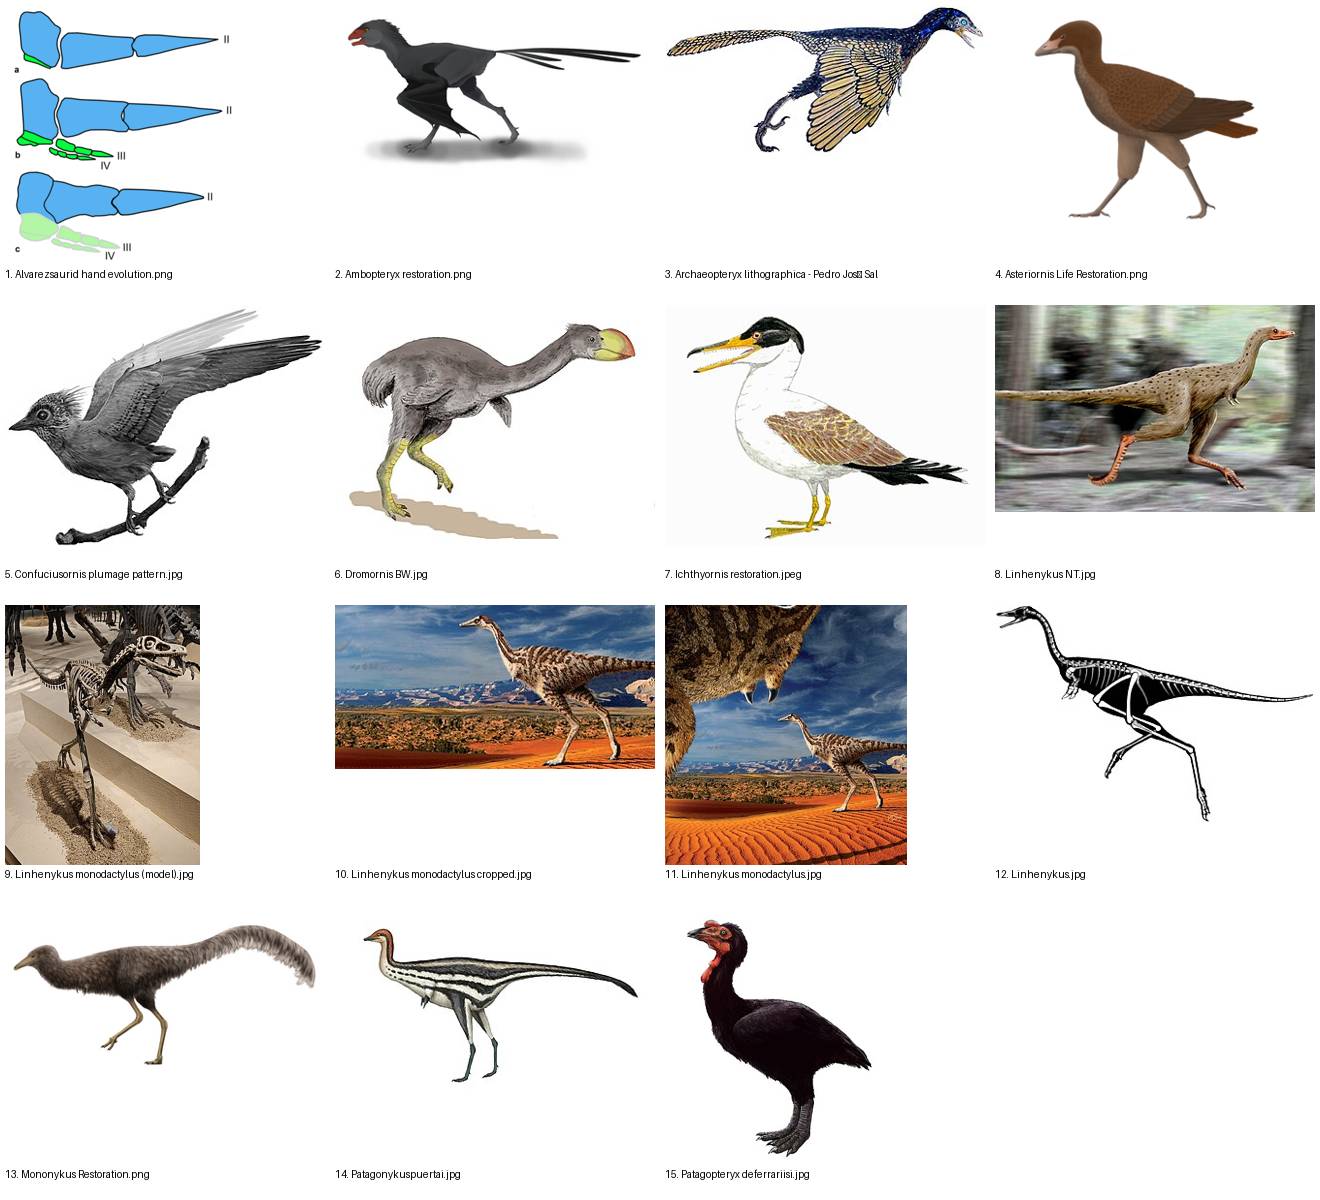 II
a
II
b
III
IV
II
c
III
IV
1. Alvarezsaurid hand evolution.png
2. Ambopteryx restoration.png
3. Archaeopteryx lithographica - Pedro Jos Sal
4. Asteriornis Life Restoration.png
5. Confuciusornis plumage pattern.jpg
6. Dromornis BW.jpg
7. Ichthyornis restoration.jpeg
8. Linhenykus NT.jpg
9. Linhenykus monodactylus (model).jpg
10. Linhenykus monodactylus cropped.jpg
11. Linhenykus monodactylus.jpg
12. Linhenykus.jpg
13. Mononykus Restoration.png
14. Patagonykuspuertai.jpg
15. Patagopteryx deferrariisi.jpg